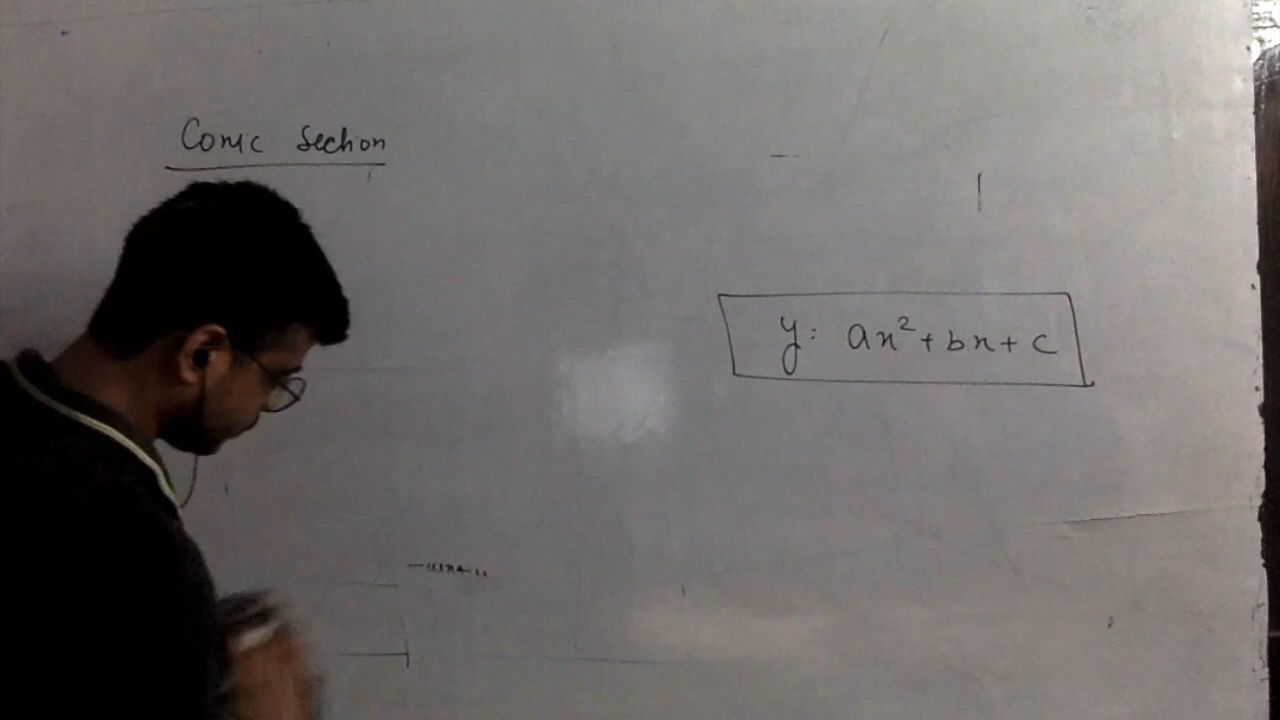 Conic Section
y = ax² + bx + c